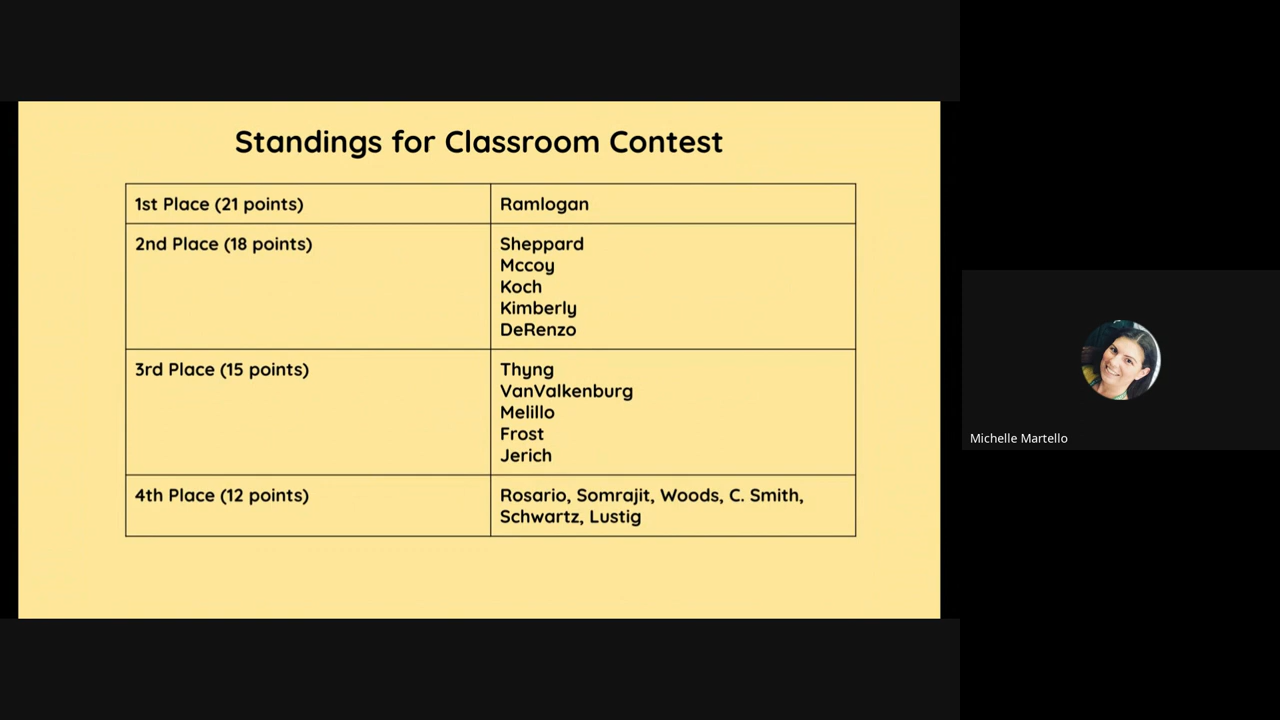 Standings for Classroom Contest
1st Place (21 points)
Ramlogan
2nd Place (18 points)
Sheppard
Mccoy
Koch
Kimberly
DeRenzo
3rd Place (15 points)
Thyng
VanValkenburg
Melillo
Frost
Jerich
4th Place (12 points)
Rosario, Somrajit, Woods, C. Smith,
Schwartz, Lustig
Michelle Martello